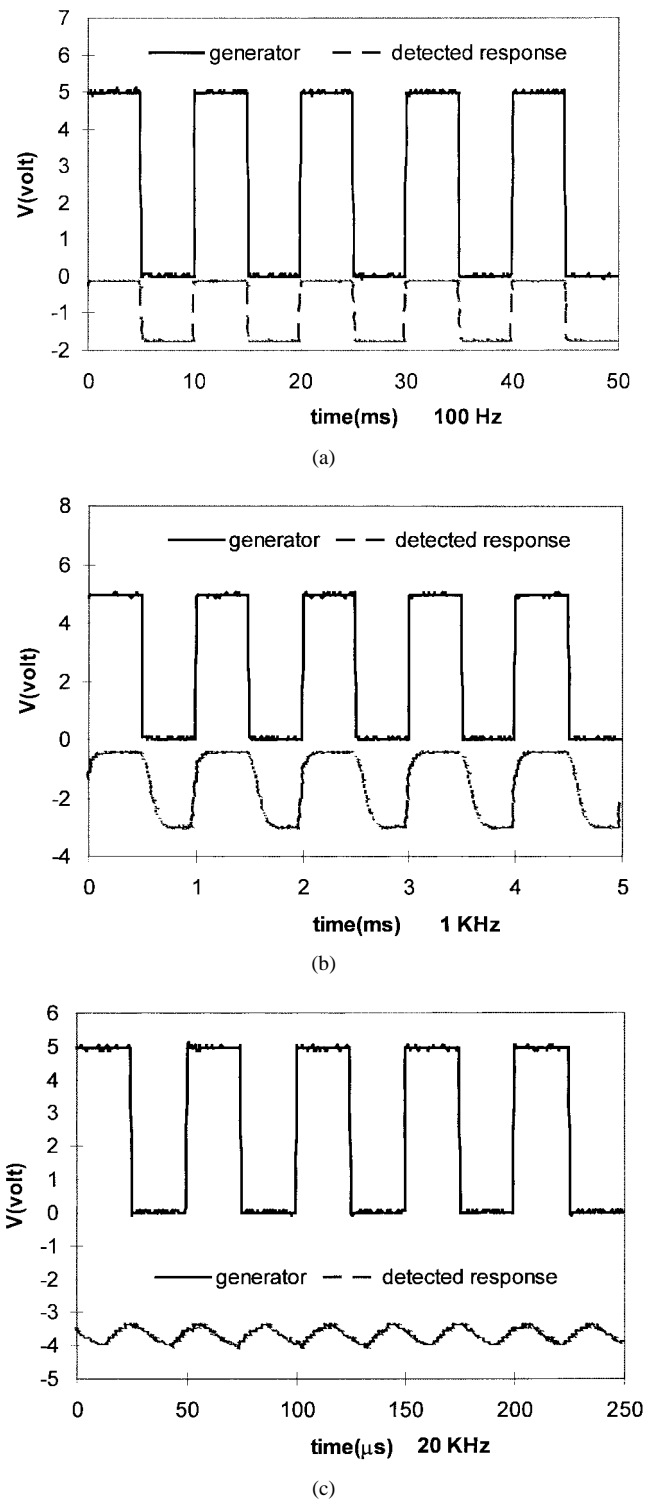 7
6
5
4
3
2
1
0
-1
-2
V(volt)
generator detected response
0 10 20 30 40 50
time(ms) 100 Hz
(a)
8
6
4
2
0
-2
-4
V(volt)
generator detected response
0 1 2 3 4 5
time(ms) 1 KHz
(b)
6
5
4
3
2
1
0
-1
-2
-3
-4
-5
V(volt)
generator detected response
0 50 100 150 200 250
time(μs) 20 KHz
(c)